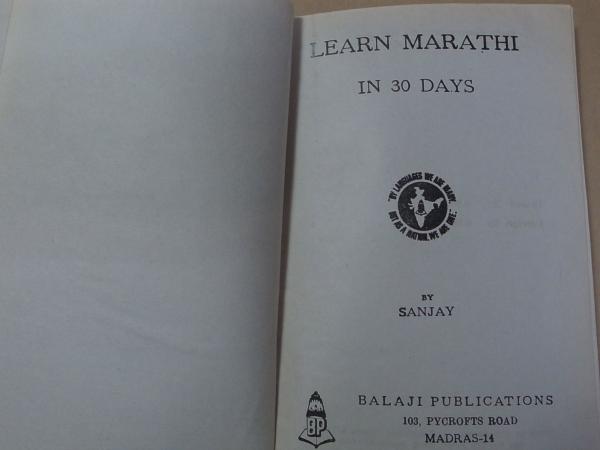 LEARN MARATHI
IN 30 DAYS
"BY LANGUAGES WE ARE MANY,
BUT AS A NATION, WE ARE ONE."
BY
SANJAY
BP
BALAJI PUBLICATIONS
103, PYCROFTS ROAD
MADRAS-14